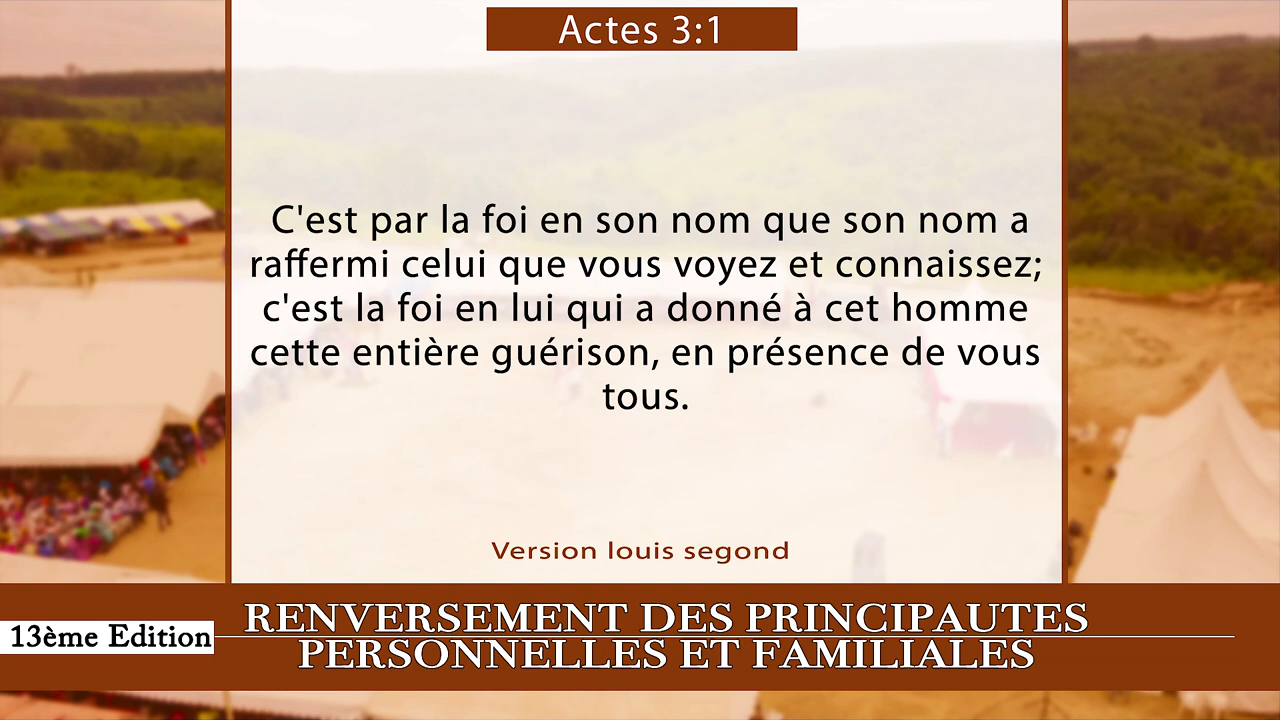 Actes 3:1
C'est par la foi en son nom que son nom a
raffermi celui que vous voyez et connaissez;
c'est la foi en lui qui a donné à cet homme
cette entière guérison, en présence de vous
tous.
Version louis segond
13ème Edition
RENVERSEMENT DES PRINCIPAUTES
PERSONNELLES ET FAMILIALES